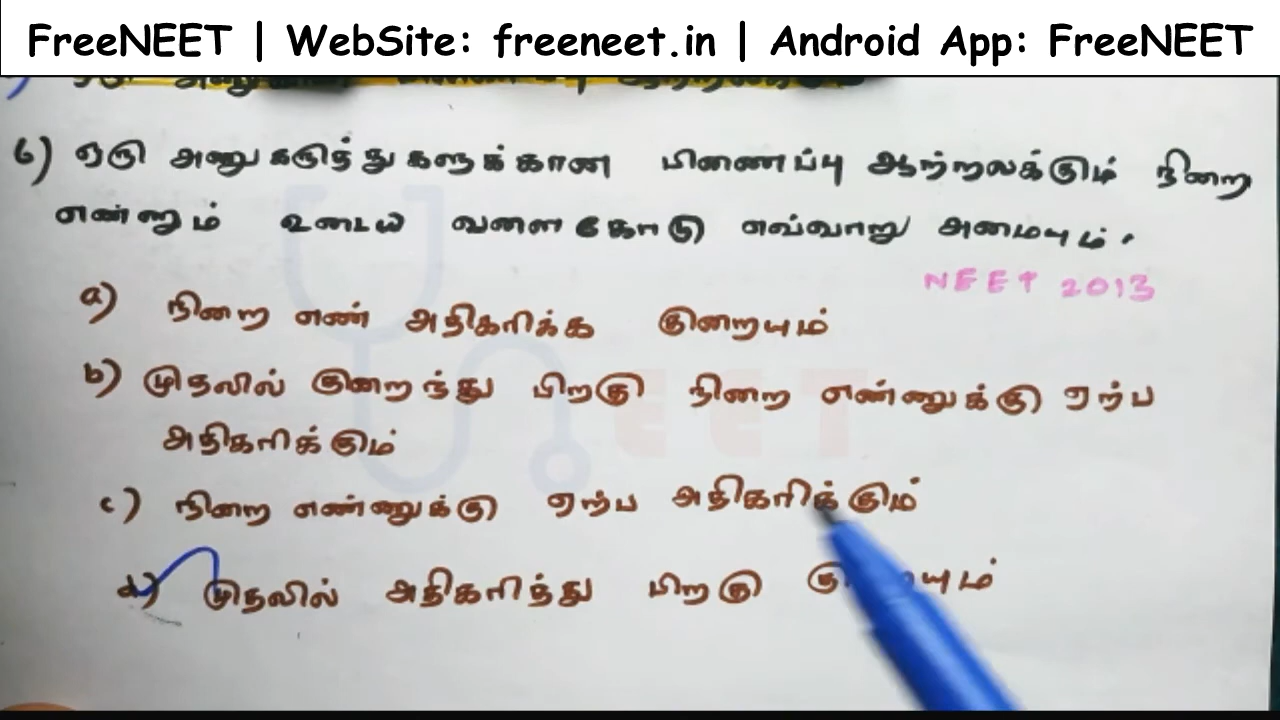 FreeNEET | WebSite: freeneet.in | Android App: FreeNEET
6) ஒரு அணு கருத்துகளுக்கான பிணைப்பு ஆற்றலக்கும் நிறை
எண்ணும் உடைய வளை கோடு எவ்வாறு அமையும்.
NEET 2013
a) நிறை எண் அதிகரிக்க குறையும்
b) முதலில் குறைந்து பிறகு நிறை எண்ணுக்கு ஏற்ப
அதிகரிக்கும்
c) நிறை எண்ணுக்கு ஏற்ப அதிகரிக்கும்
d) முதலில் அதிகரித்து பிறகு